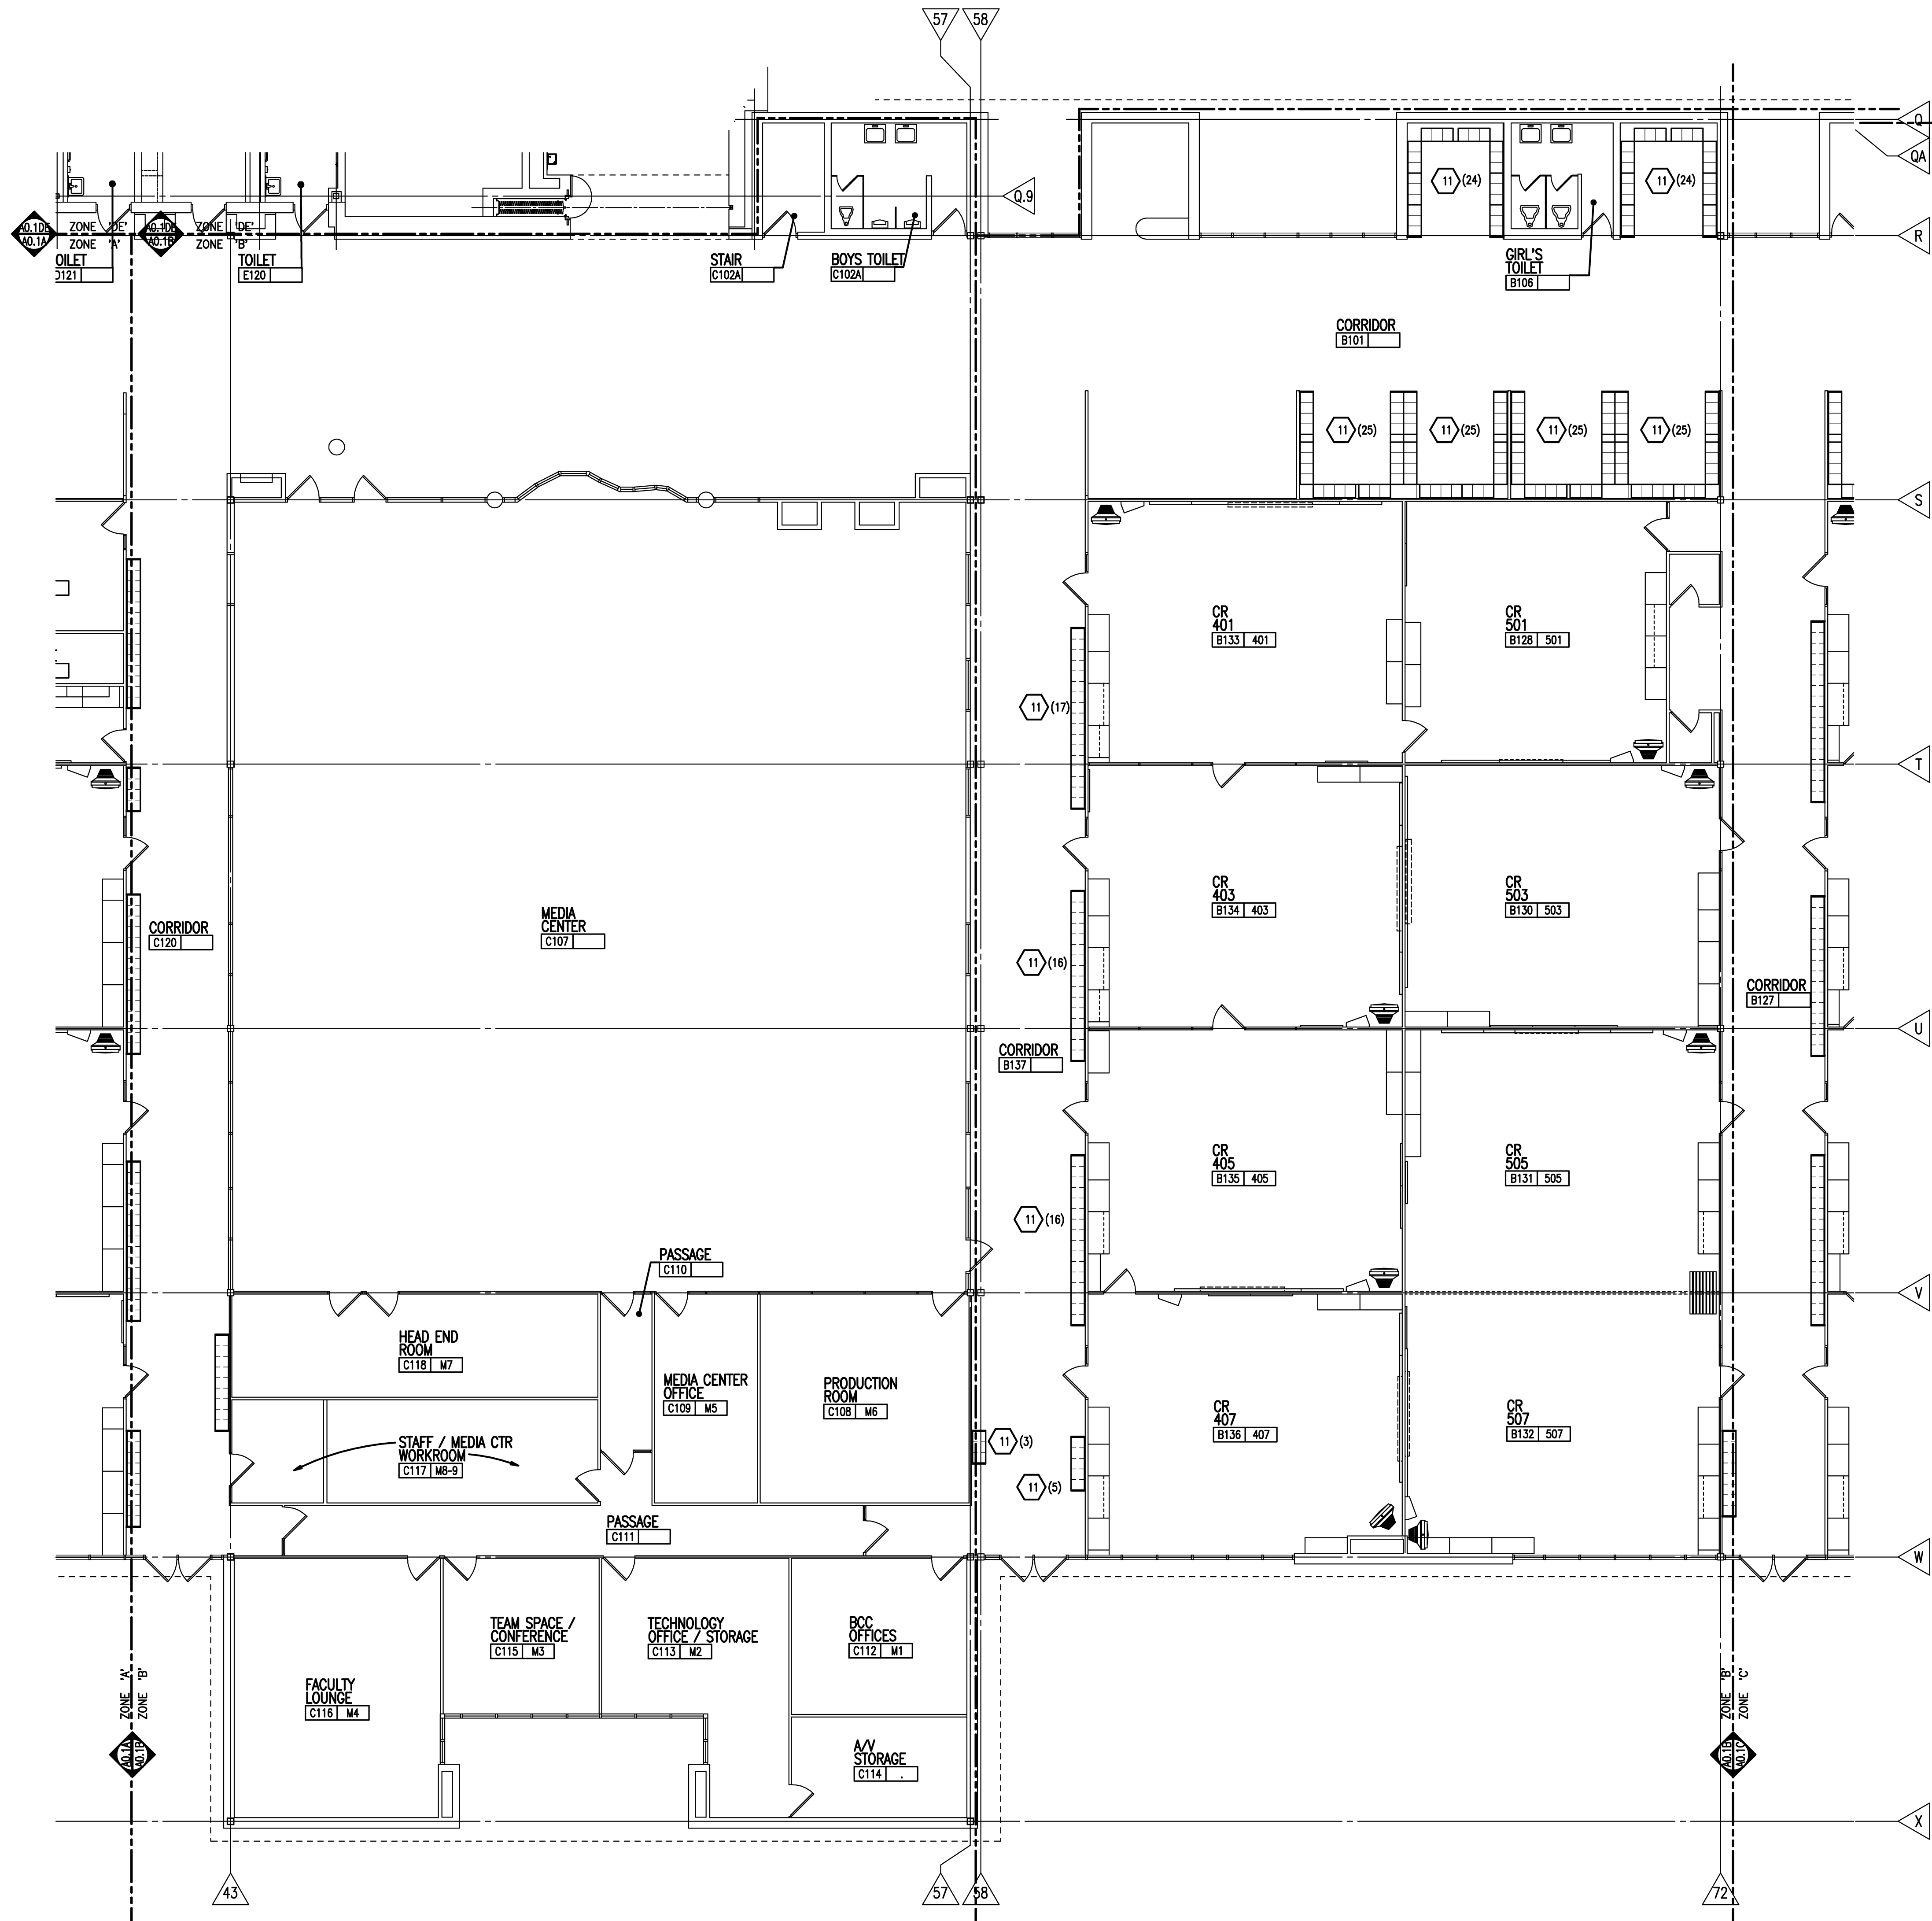 57
58
Q
QA
Q.9
R
11
(24)
11
(24)
A0.1DE
A0.1A
ZONE 'DE'
ZONE 'A'
A0.1DE
A0.1B
ZONE 'DE'
ZONE 'B'
OILET
D121
TOILET
E120
STAIR
C102A
BOYS TOILET
C102A
GIRL'S
TOILET
B106
CORRIDOR
B101
11
(25)
11
(25)
11
(25)
11
(25)
S
CR
401
B133 401
CR
501
B128 501
11
(17)
T
CR
403
B134 403
CR
503
B130 503
MEDIA
CENTER
C107
CORRIDOR
C120
11
(16)
CORRIDOR
B127
U
CORRIDOR
B137
CR
405
B135 405
CR
505
B131 505
11
(16)
PASSAGE
C110
V
HEAD END
ROOM
C118 M7
MEDIA CENTER
OFFICE
C109 M5
PRODUCTION
ROOM
C108 M6
CR
407
B136 407
CR
507
B132 507
STAFF / MEDIA CTR
WORKROOM
C117 M8-9
11
(3)
11
(5)
PASSAGE
C111
W
TEAM SPACE /
CONFERENCE
C115 M3
TECHNOLOGY
OFFICE / STORAGE
C113 M2
BCC
OFFICES
C112 M1
FACULTY
LOUNGE
C116 M4
A/V
STORAGE
C114 .
ZONE 'A'
ZONE 'B'
A0.1A
A0.1B
ZONE 'B'
ZONE 'C'
A0.1B
A0.1C
X
43
57
58
72